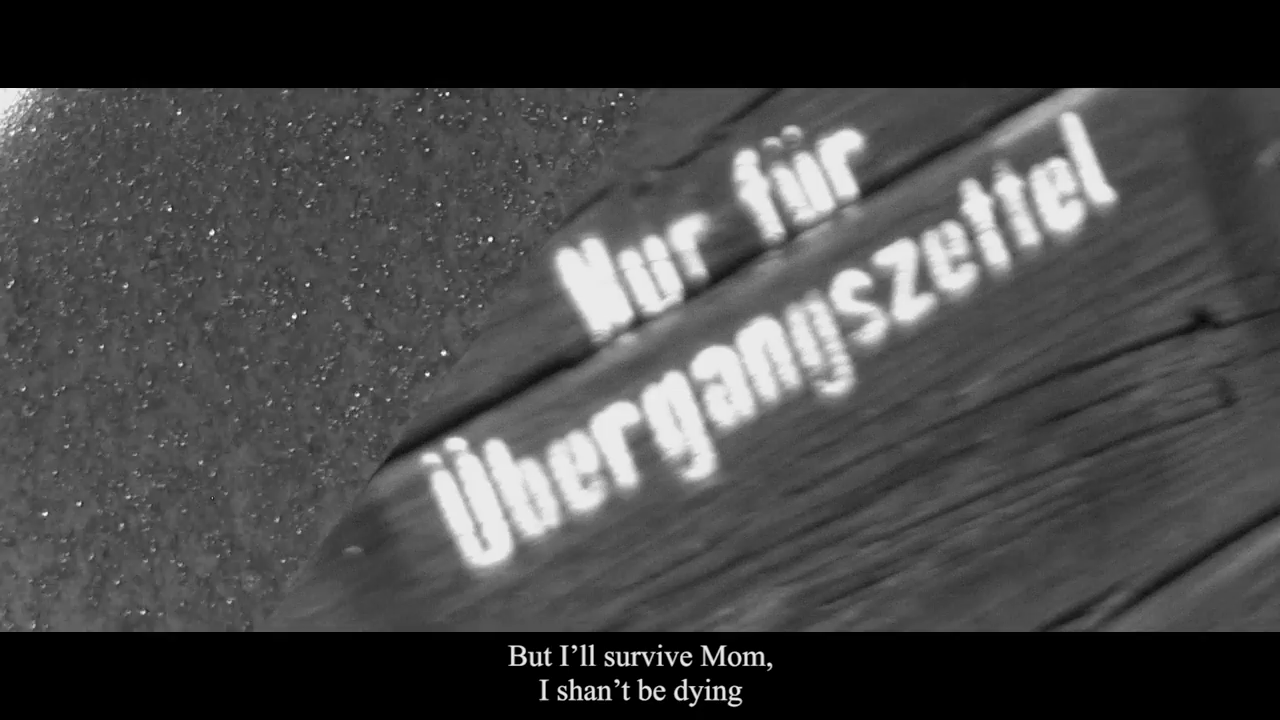 Nur für
Übergangszettel
But I’ll survive Mom,
I shan’t be dying